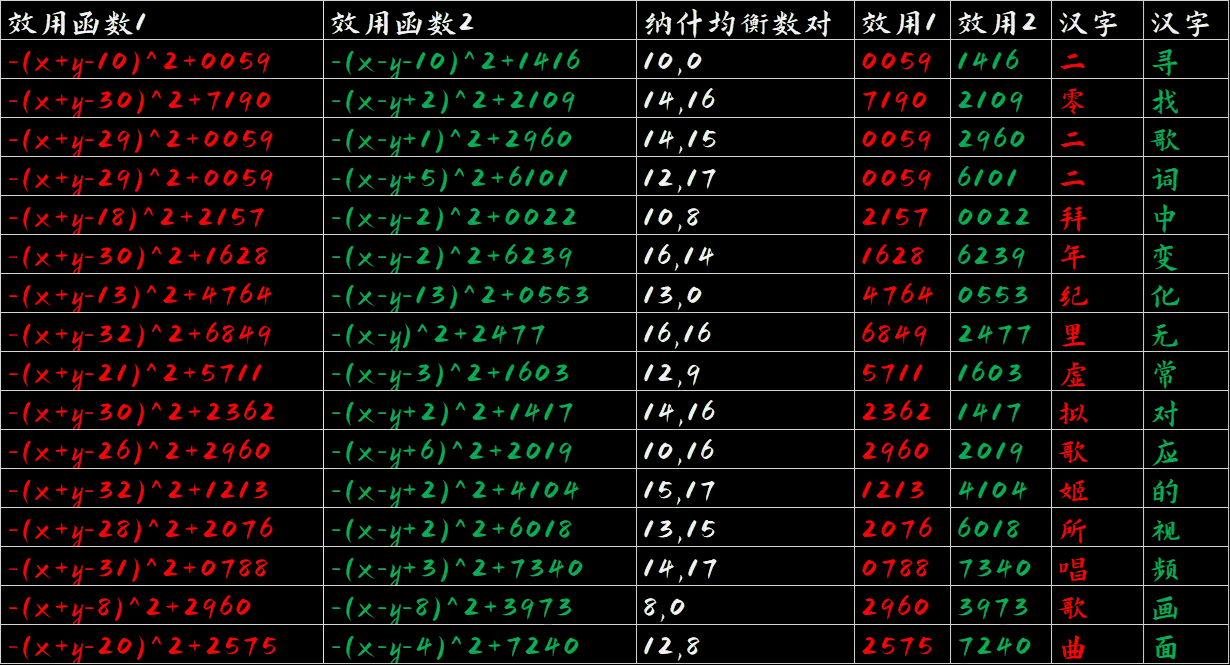 效用函数1 效用函数2 纳什均衡数对 效用1 效用2 汉字 汉字
-(x+y-10)^2+0059 -(x-y-10)^2+1416 10,0 0059 1416 二 寻
-(x+y-30)^2+7190 -(x-y+2)^2+2109 14,16 7190 2109 零 找
-(x+y-29)^2+0059 -(x-y+1)^2+2960 14,15 0059 2960 二 歌
-(x+y-29)^2+0059 -(x-y+5)^2+6101 12,17 0059 6101 二 词
-(x+y-18)^2+2157 -(x-y-2)^2+0022 10,8 2157 0022 拜 中
-(x+y-30)^2+1628 -(x-y-2)^2+6239 16,14 1628 6239 年 变
-(x+y-13)^2+4764 -(x-y-13)^2+0553 13,0 4764 0553 纪 化
-(x+y-32)^2+6849 -(x-y)^2+2477 16,16 6849 2477 里 无
-(x+y-21)^2+5711 -(x-y-3)^2+1603 12,9 5711 1603 虚 常
-(x+y-30)^2+2362 -(x-y+2)^2+1417 14,16 2362 1417 拟 对
-(x+y-26)^2+2960 -(x-y+6)^2+2019 10,16 2960 2019 歌 应
-(x+y-32)^2+1213 -(x-y+2)^2+4104 15,17 1213 4104 姬 的
-(x+y-28)^2+2076 -(x-y+2)^2+6018 13,15 2076 6018 所 视
-(x+y-31)^2+0788 -(x-y+3)^2+7340 14,17 0788 7340 唱 频
-(x+y-8)^2+2960 -(x-y-8)^2+3973 8,0 2960 3973 歌 画
-(x+y-20)^2+2575 -(x-y-4)^2+7240 12,8 2575 7240 曲 面